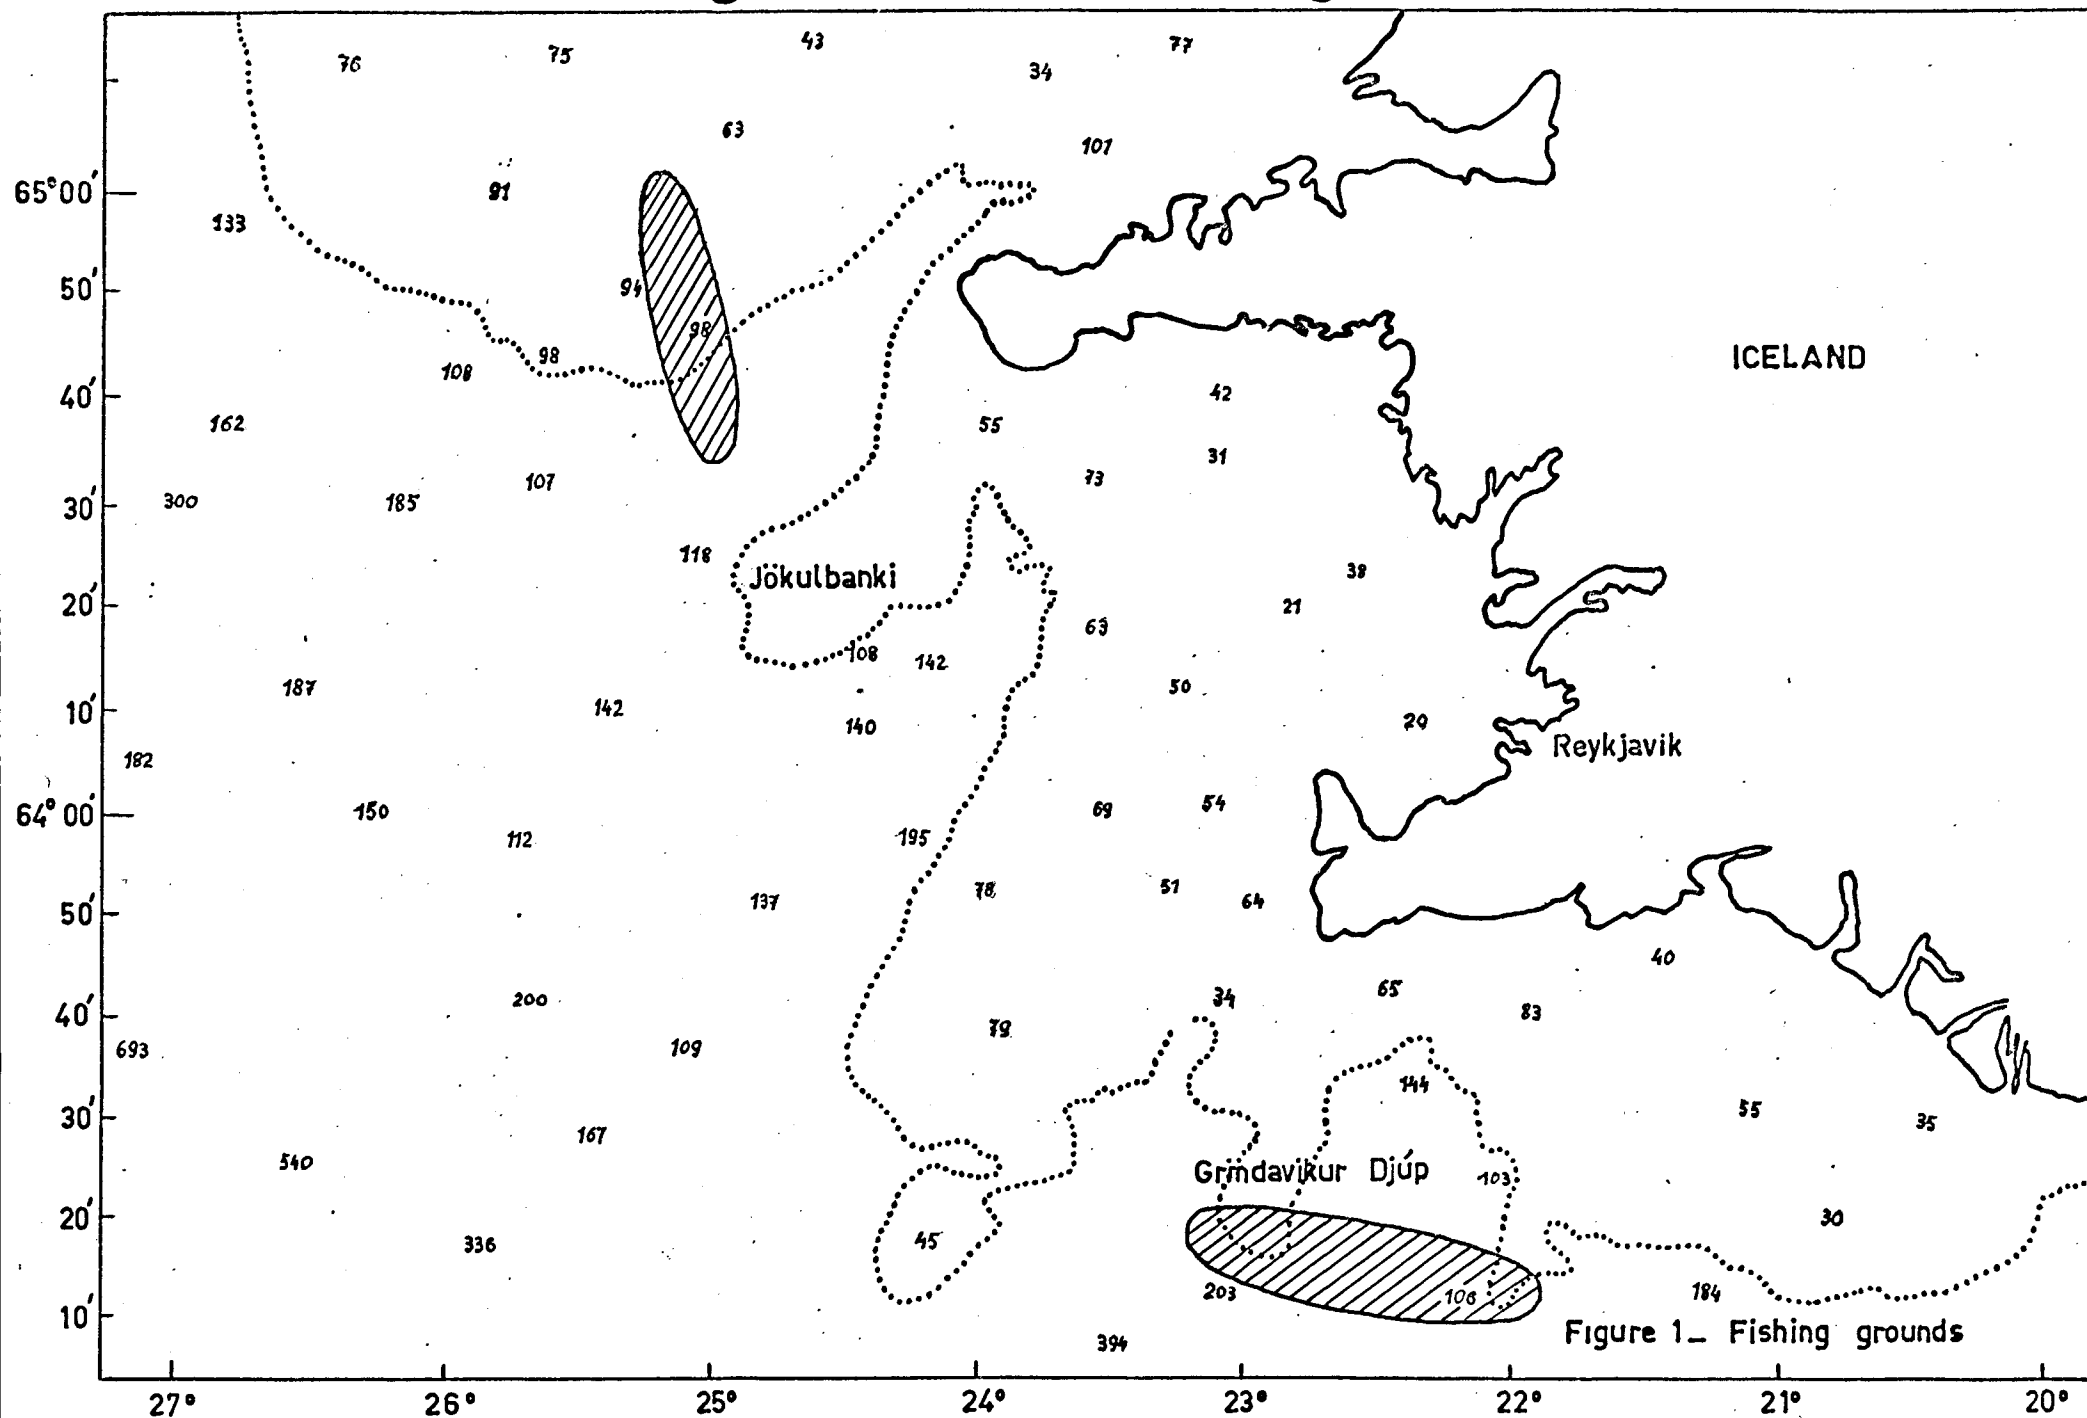 76 75 43 34 77
63 107
65°00′ 91
133
50′ 94
98
98
108
ICELAND
40′ 42
162 55
31
107 73
30′ 300 185
118
Jökulbanki 38
20′ 21
63
108 142
187 50
10′ 142 140 20
Reykjavik
182
64°00′ 150 69 54
112 195
78 51
50′ 137 64
40
65
200 34
40′ 79 83
693 109
144
30′ 55 35
167
540 Grindavikur Djúp
103
20′ 30
336 45
203 106 184
10′
394 Figure 1_ Fishing grounds
27° 26° 25° 24° 23° 22° 21° 20°